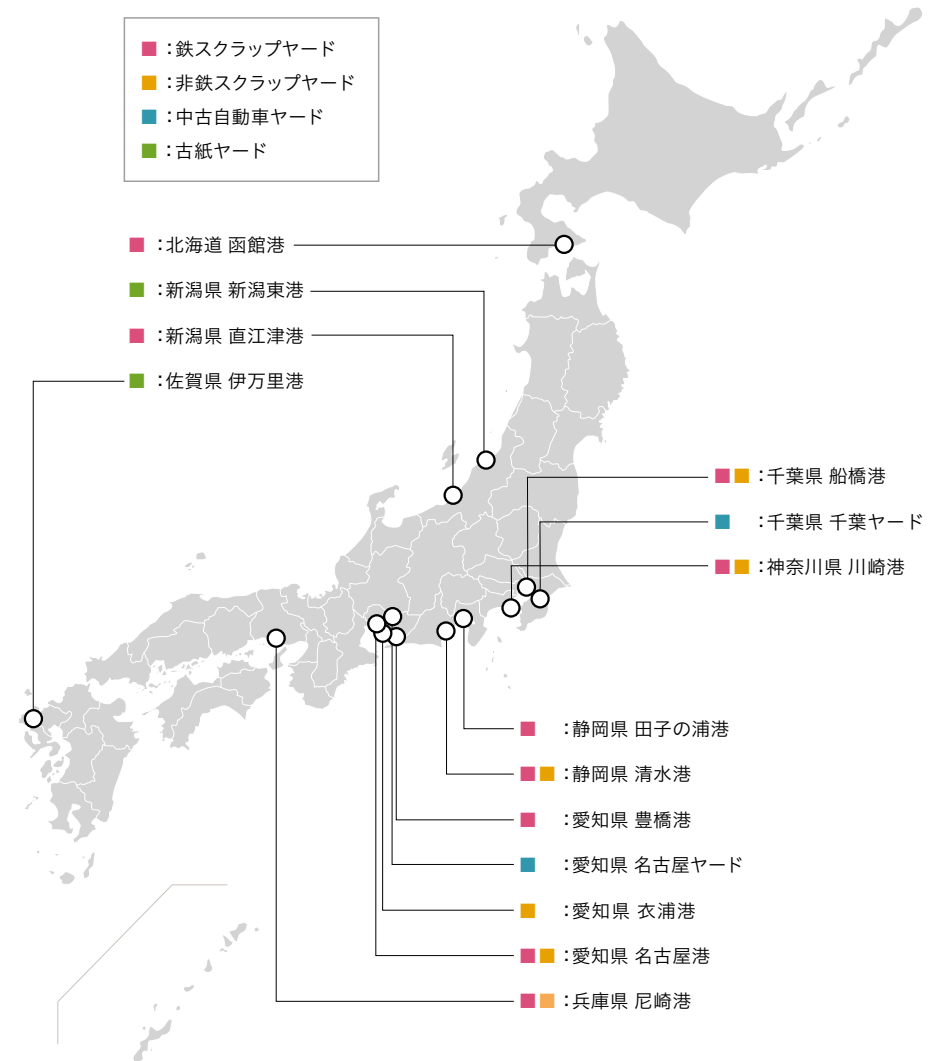 ：鉄スクラップヤード
：非鉄スクラップヤード
：中古自動車ヤード
：古紙ヤード
：北海道 函館港
：新潟県 新潟東港
：新潟県 直江津港
：佐賀県 伊万里港
：千葉県 船橋港
：千葉県 千葉ヤード
：神奈川県 川崎港
：静岡県 田子の浦港
：静岡県 清水港
：愛知県 豊橋港
：愛知県 名古屋ヤード
：愛知県 衣浦港
：愛知県 名古屋港
：兵庫県 尼崎港